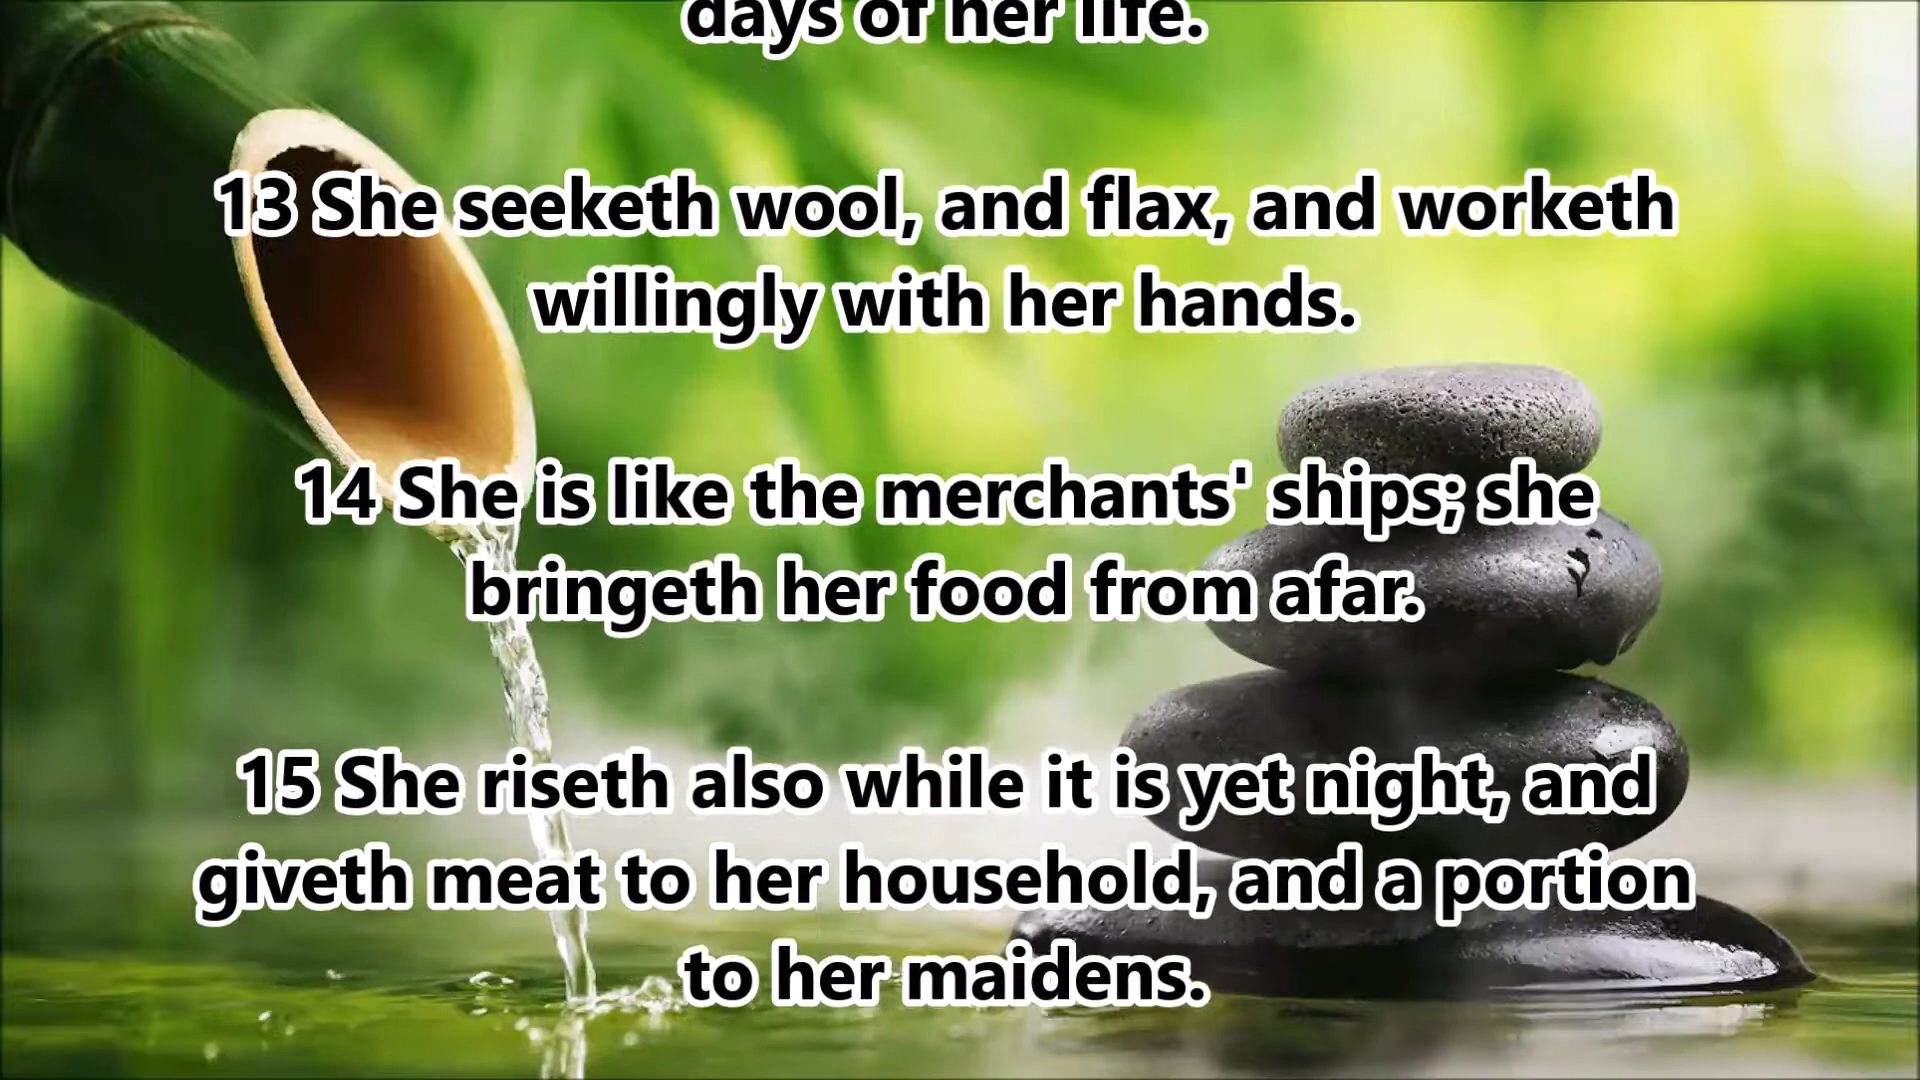 days of her life.
13 She seeketh wool, and flax, and worketh
willingly with her hands.
14 She is like the merchants' ships; she
bringeth her food from afar.
15 She riseth also while it is yet night, and
giveth meat to her household, and a portion
to her maidens.